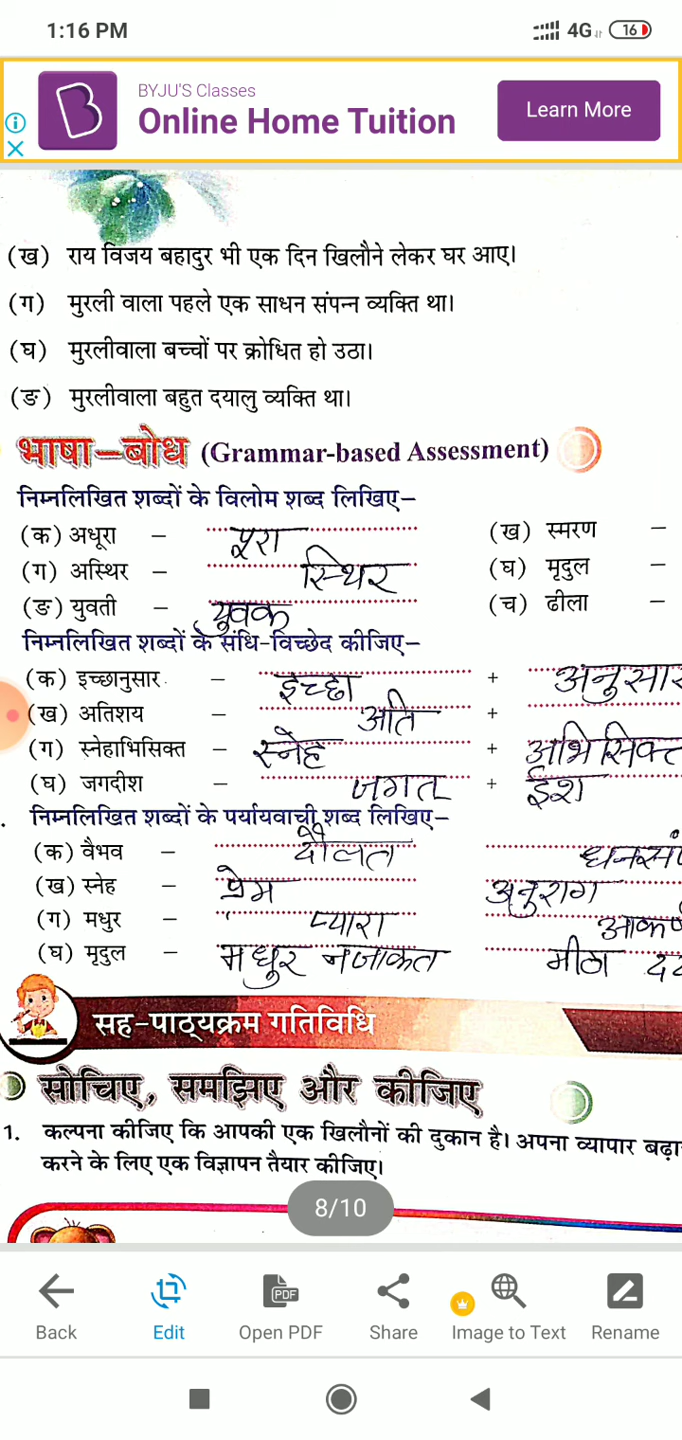 1:16 PM 4G 16
BYJU'S Classes
Online Home Tuition
Learn More
(ख) राय विजय बहादुर भी एक दिन खिलौने लेकर घर आए।
(ग) मुरली वाला पहले एक साधन संपन्न व्यक्ति था।
(घ) मुरलीवाला बच्चों पर क्रोधित हो उठा।
(ङ) मुरलीवाला बहुत दयालु व्यक्ति था।
भाषा–बोध (Grammar-based Assessment)
निम्नलिखित शब्दों के विलोम शब्द लिखिए–
(क) अधूरा – पूरा (ख) स्मरण –
(ग) अस्थिर – स्थिर (घ) मृदुल –
(ङ) युवती – युवक (च) ढीला –
निम्नलिखित शब्दों के संधि-विच्छेद कीजिए–
(क) इच्छानुसार – इच्छा + अनुसार
(ख) अतिशय – अति +
(ग) स्नेहाभिसिक्त – स्नेह + अभिसिक्त
(घ) जगदीश – जगत + ईश
. निम्नलिखित शब्दों के पर्यायवाची शब्द लिखिए–
(क) वैभव – दौलत धनसं
(ख) स्नेह – प्रेम अनुराग
(ग) मधुर – प्यारा आकर्ष
(घ) मृदुल – मधुर नजाकत मीठा
सह-पाठ्यक्रम गतिविधि
सोचिए, समझिए और कीजिए
1. कल्पना कीजिए कि आपकी एक खिलौनों की दुकान है। अपना व्यापार बढ़ा
करने के लिए एक विज्ञापन तैयार कीजिए।
8/10
PDF
Back Edit Open PDF Share Image to Text Rename